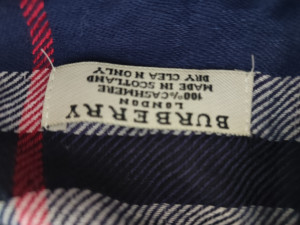 BURBERRY
LONDON
100%CASHMERE
MADE IN SCOTLAND
DRY CLEAN ONLY